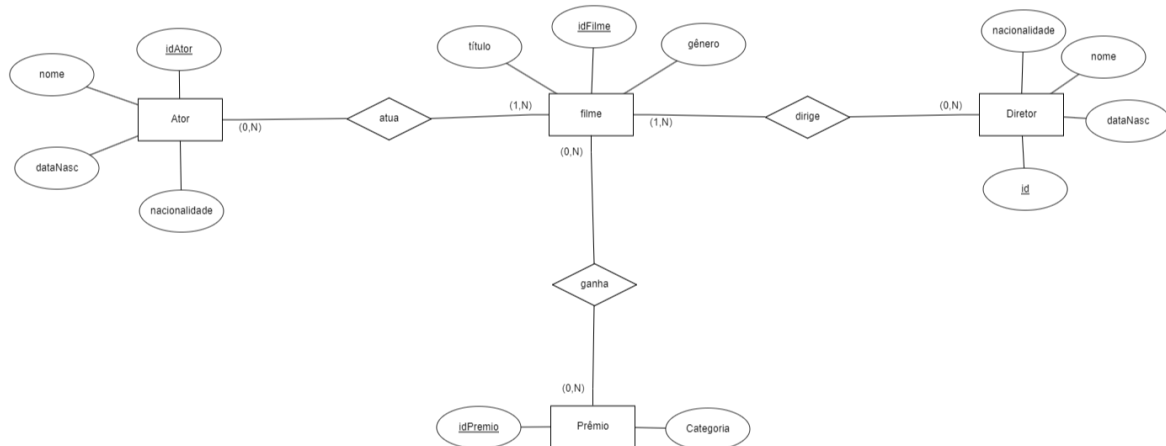 nacionalidade
idFilme
título
gênero
idAtor
nome
nome
Ator
(0,N)
atua
(1,N)
filme
(1,N)
dirige
(0,N)
Diretor
dataNasc
(0,N)
dataNasc
id
nacionalidade
ganha
(0,N)
idPremio
Prêmio
Categoria